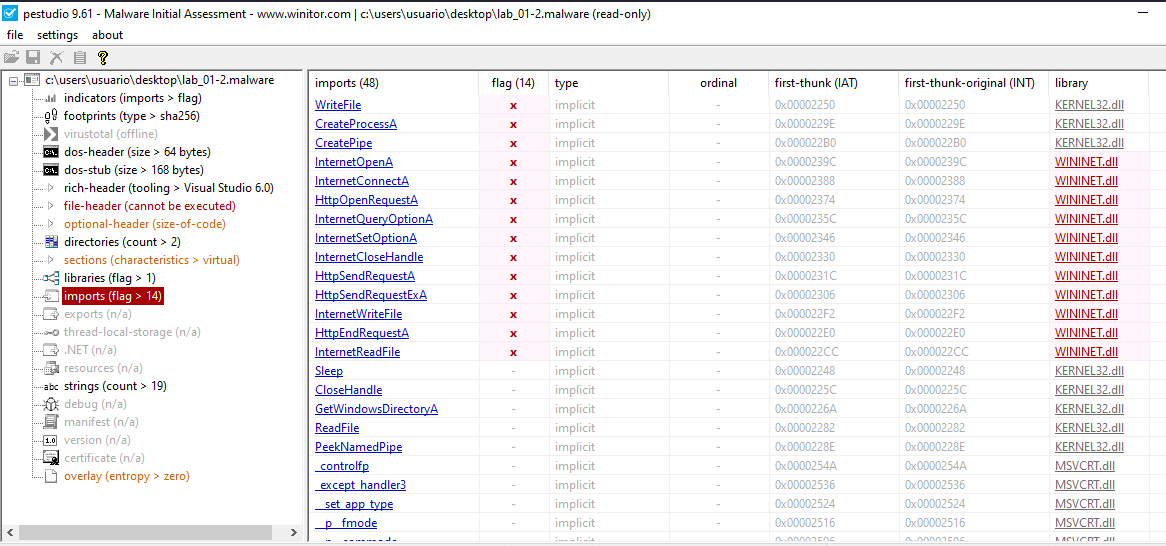 pestudio 9.61 - Malware Initial Assessment - www.winitor.com | c:\users\usuario\desktop\lab_01-2.malware (read-only)
file settings about
c:\users\usuario\desktop\lab_01-2.malware
indicators (imports > flag)
footprints (type > sha256)
virustotal (offline)
dos-header (size > 64 bytes)
dos-stub (size > 168 bytes)
rich-header (tooling > Visual Studio 6.0)
file-header (cannot be executed)
optional-header (size-of-code)
directories (count > 2)
sections (characteristics > virtual)
libraries (flag > 1)
imports (flag > 14)
exports (n/a)
thread-local-storage (n/a)
.NET (n/a)
resources (n/a)
abc strings (count > 19)
debug (n/a)
manifest (n/a)
1.0 version (n/a)
certificate (n/a)
overlay (entropy > zero)
imports (48) flag (14) type ordinal first-thunk (IAT) first-thunk-original (INT) library
WriteFile x implicit - 0x00002250 0x00002250 KERNEL32.dll
CreateProcessA x implicit - 0x0000229E 0x0000229E KERNEL32.dll
CreatePipe x implicit - 0x000022B0 0x000022B0 KERNEL32.dll
InternetOpenA x implicit - 0x0000239C 0x0000239C WININET.dll
InternetConnectA x implicit - 0x00002388 0x00002388 WININET.dll
HttpOpenRequestA x implicit - 0x00002374 0x00002374 WININET.dll
InternetQueryOptionA x implicit - 0x0000235C 0x0000235C WININET.dll
InternetSetOptionA x implicit - 0x00002346 0x00002346 WININET.dll
InternetCloseHandle x implicit - 0x00002330 0x00002330 WININET.dll
HttpSendRequestA x implicit - 0x0000231C 0x0000231C WININET.dll
HttpSendRequestExA x implicit - 0x00002306 0x00002306 WININET.dll
InternetWriteFile x implicit - 0x000022F2 0x000022F2 WININET.dll
HttpEndRequestA x implicit - 0x000022E0 0x000022E0 WININET.dll
InternetReadFile x implicit - 0x000022CC 0x000022CC WININET.dll
Sleep - implicit - 0x00002248 0x00002248 KERNEL32.dll
CloseHandle - implicit - 0x0000225C 0x0000225C KERNEL32.dll
GetWindowsDirectoryA - implicit - 0x0000226A 0x0000226A KERNEL32.dll
ReadFile - implicit - 0x00002282 0x00002282 KERNEL32.dll
PeekNamedPipe - implicit - 0x0000228E 0x0000228E KERNEL32.dll
_controlfp - implicit - 0x0000254A 0x0000254A MSVCRT.dll
_except_handler3 - implicit - 0x00002536 0x00002536 MSVCRT.dll
__set_app_type - implicit - 0x00002524 0x00002524 MSVCRT.dll
__p__fmode - implicit - 0x00002516 0x00002516 MSVCRT.dll